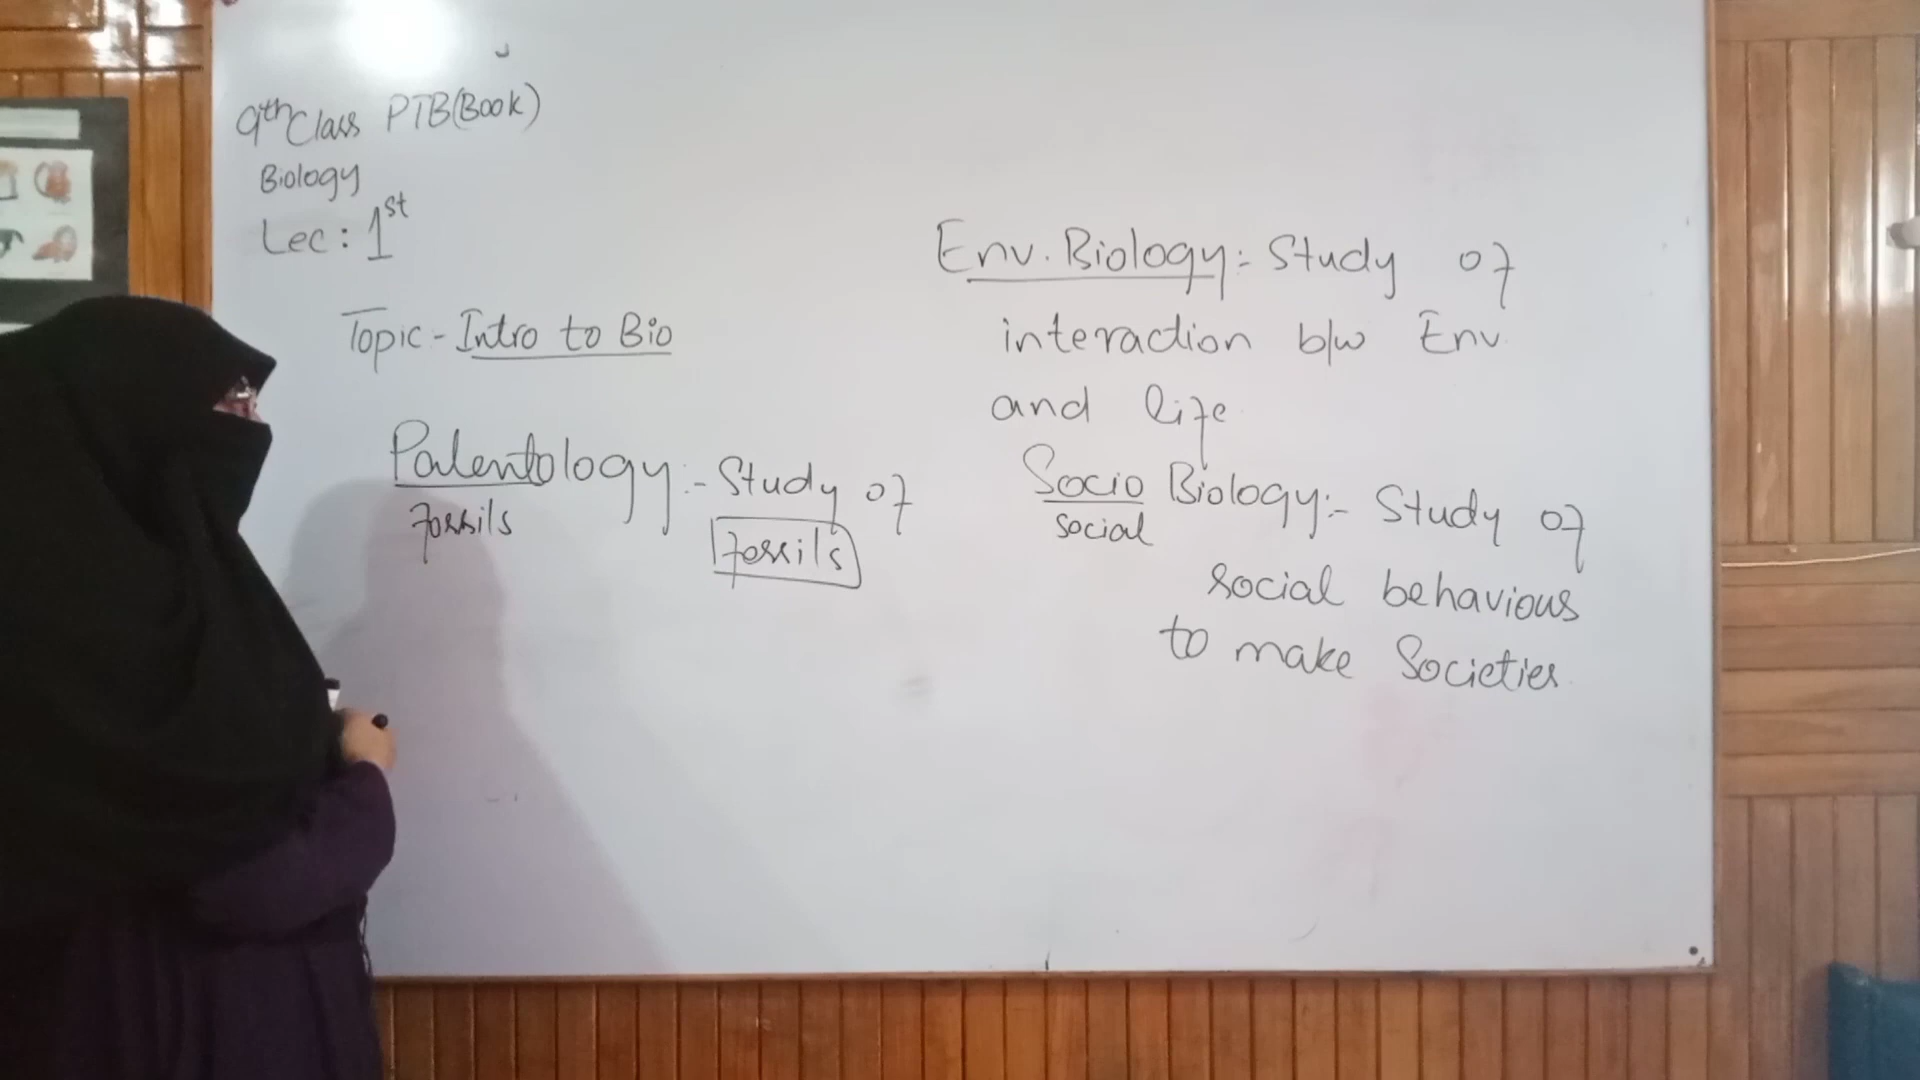 9th Class PTB(Book)
Biology
Lec: 1st
Topic- Intro to Bio
Palentology:- Study of
fossils
fossils
Env. Biology:- Study of
interaction b/w Env.
and life
Socio Biology:- Study of
social
social behavious
to make Societies.